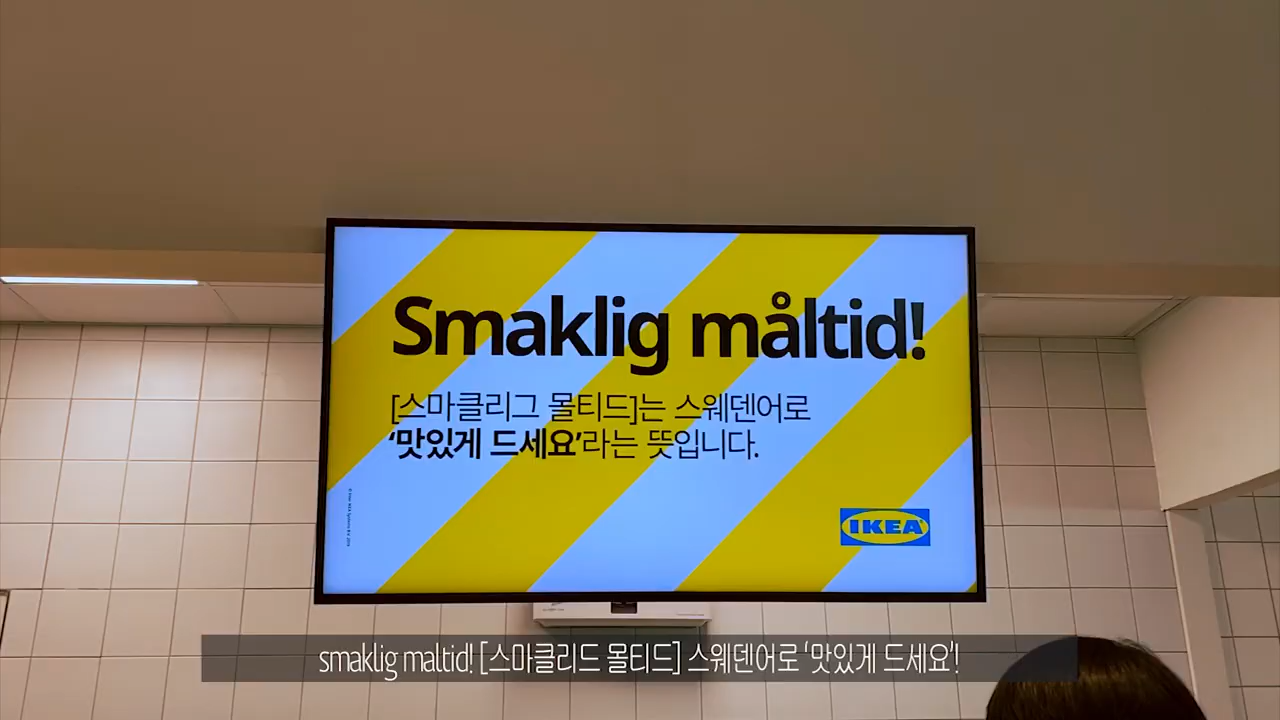 Smaklig måltid!
[스마클리그 몰티드]는 스웨덴어로
‘맛있게 드세요’라는 뜻입니다.
IKEA
smaklig maltid! [스마클리드 몰티드] 스웨덴어로 ‘맛있게 드세요’!